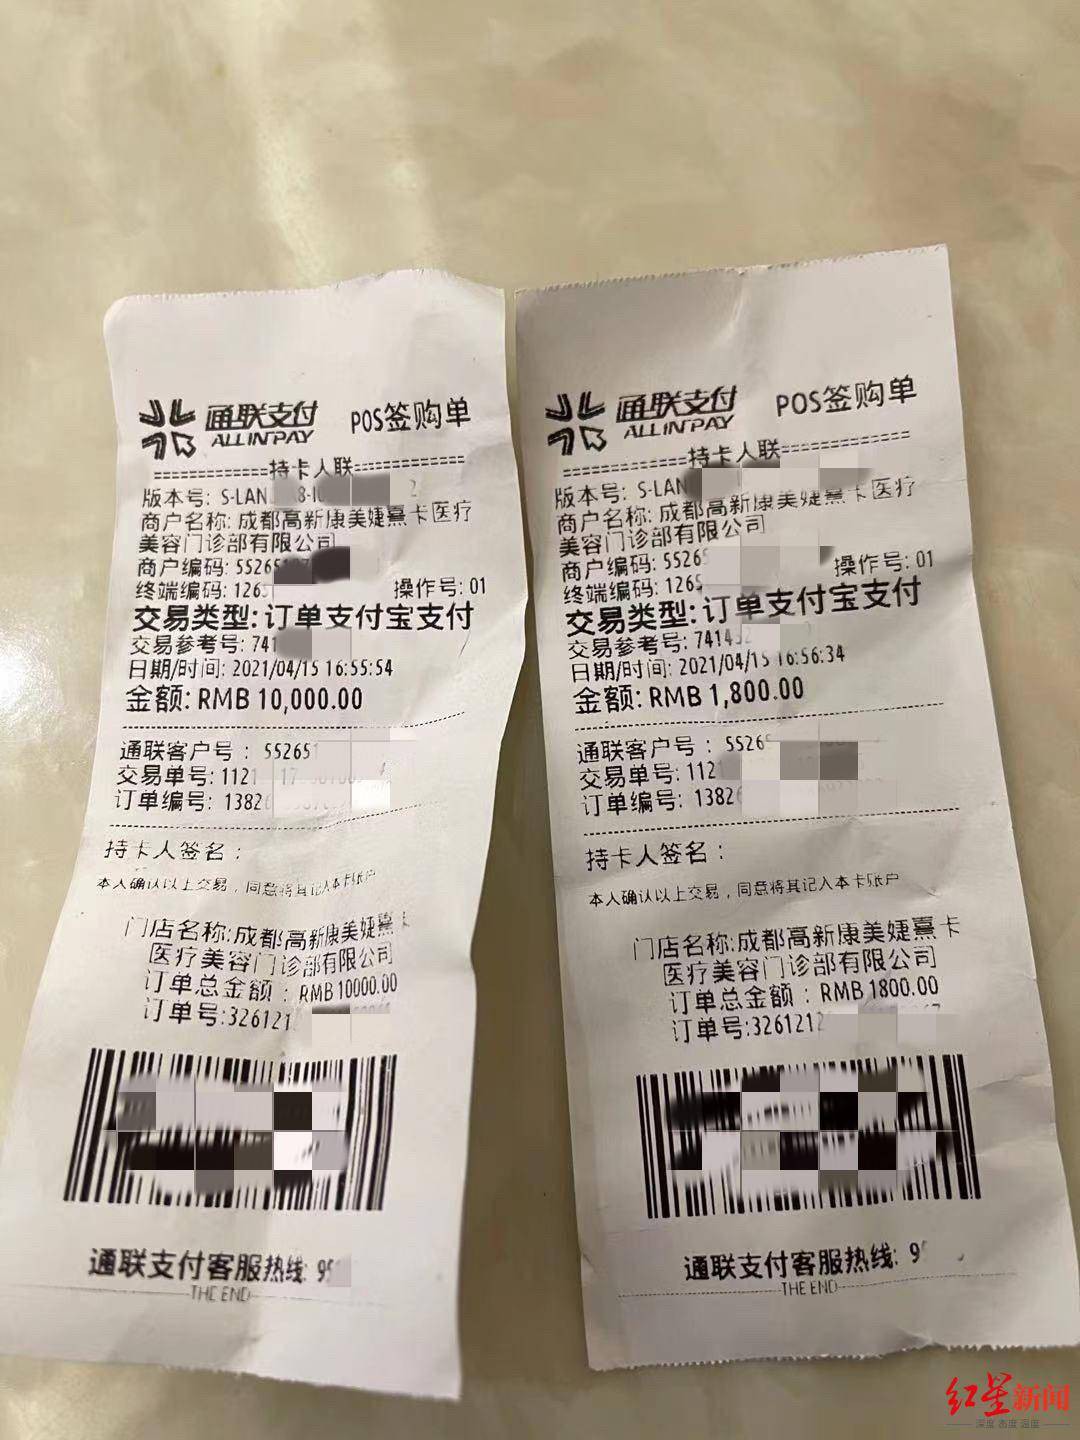 通联支付
ALLINPAY
POS签购单
============持卡人联============
版本号: S-LAN
商户名称: 成都高新康美婕熹卡医疗
美容门诊部有限公司
商户编码: 55265
终端编码: 1265
操作号: 01
交易类型: 订单支付宝支付
交易参考号: 741
日期/时间: 2021/04/15 16:55:54
金额: RMB 10,000.00
通联客户号: 552651
交易单号: 1121
订单编号: 13826
持卡人签名:
本人确认以上交易,同意将其记入本卡账户
门店名称:成都高新康美婕熹卡
医疗美容门诊部有限公司
订单总金额: RMB 10000.00
订单号:3261121
通联支付客服热线: 95
THE END
通联支付
ALLINPAY
POS签购单
============持卡人联============
版本号: S-LAN
商户名称: 成都高新康美婕熹卡医疗
美容门诊部有限公司
商户编码: 55265
终端编码: 1265
操作号: 01
交易类型: 订单支付宝支付
交易参考号: 741432
日期/时间: 2021/04/15 16:56:34
金额: RMB 1,800.00
通联客户号: 55265
交易单号: 1121
订单编号: 13826
持卡人签名:
本人确认以上交易,同意将其记入本卡账户
门店名称:成都高新康美婕熹卡
医疗美容门诊部有限公司
订单总金额: RMB 1800.00
订单号:3261212
通联支付客服热线: 9
THE END
红星新闻
深度 态度 温度